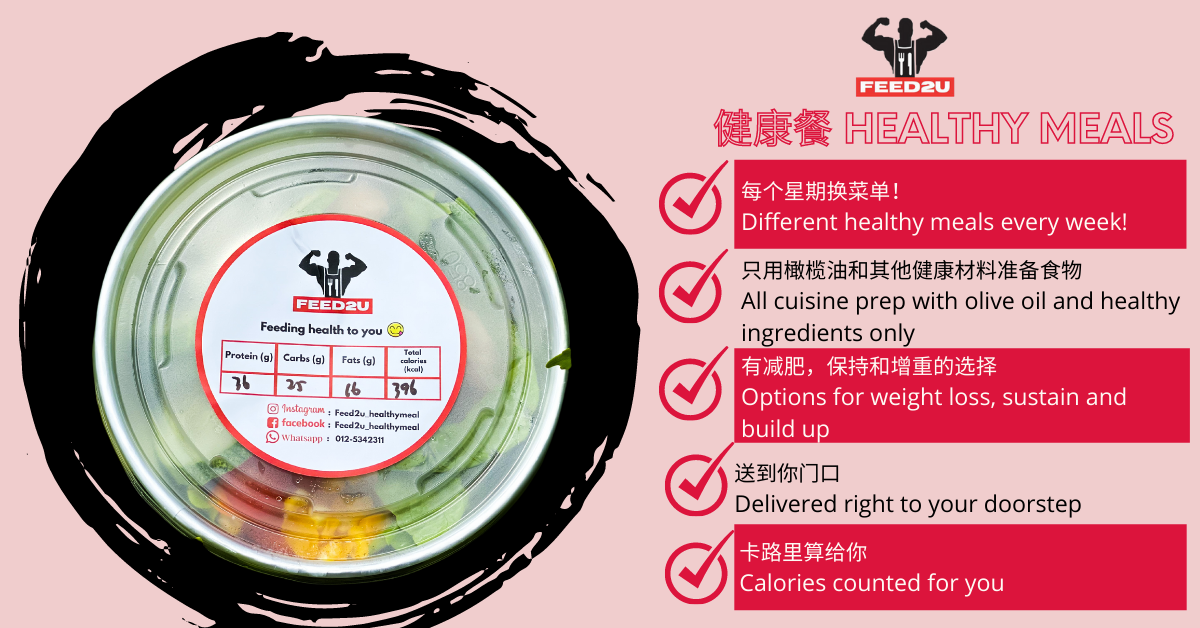 FEED2U
健康餐 HEALTHY MEALS
每个星期换菜单！
Different healthy meals every week!
只用橄榄油和其他健康材料准备食物
All cuisine prep with olive oil and healthy
ingredients only
有减肥，保持和增重的选择
Options for weight loss, sustain and
build up
送到你门口
Delivered right to your doorstep
卡路里算给你
Calories counted for you
FEED2U
Feeding health to you 😋
Protein (g) Carbs (g) Fats (g) Total calories (kcal)
36 25 16 396
Instagram : Feed2u_healthymeal
facebook : Feed2u_healthymeal
Whatsapp : 012-5342311